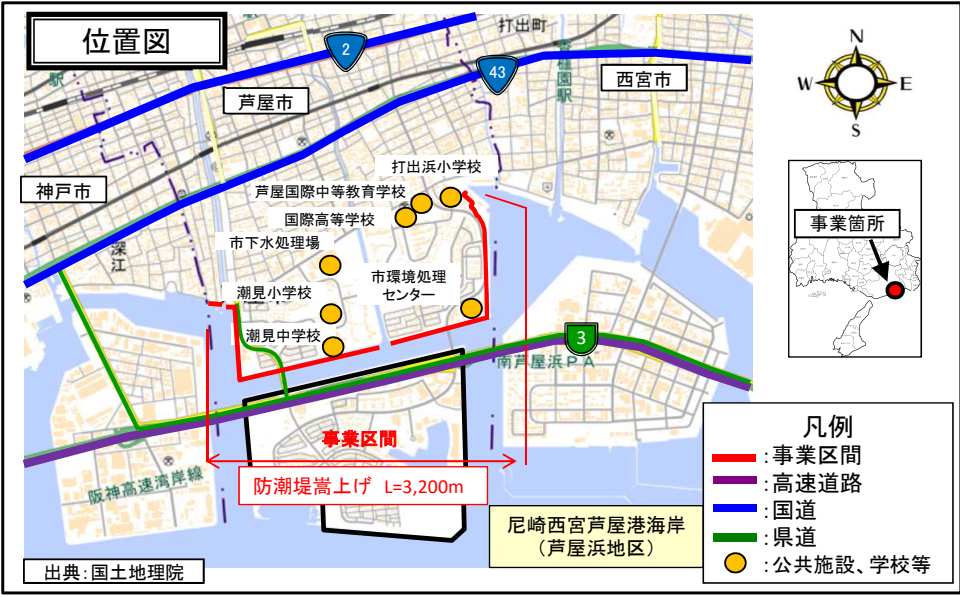 位置図
打出町
2
香櫨園駅
駅
43
芦屋市
西宮市
N
W
E
S
神戸市
打出浜小学校
芦屋国際中等教育学校
国際高等学校
深江
市下水処理場
事業箇所
市環境処理
センター
潮見小学校
潮見中学校
3
南芦屋浜PA
事業区間
防潮堤嵩上げ L=3,200m
阪神高速湾岸線
尼崎西宮芦屋港海岸
（芦屋浜地区）
出典：国土地理院
凡例
：事業区間
：高速道路
：国道
：県道
：公共施設、学校等